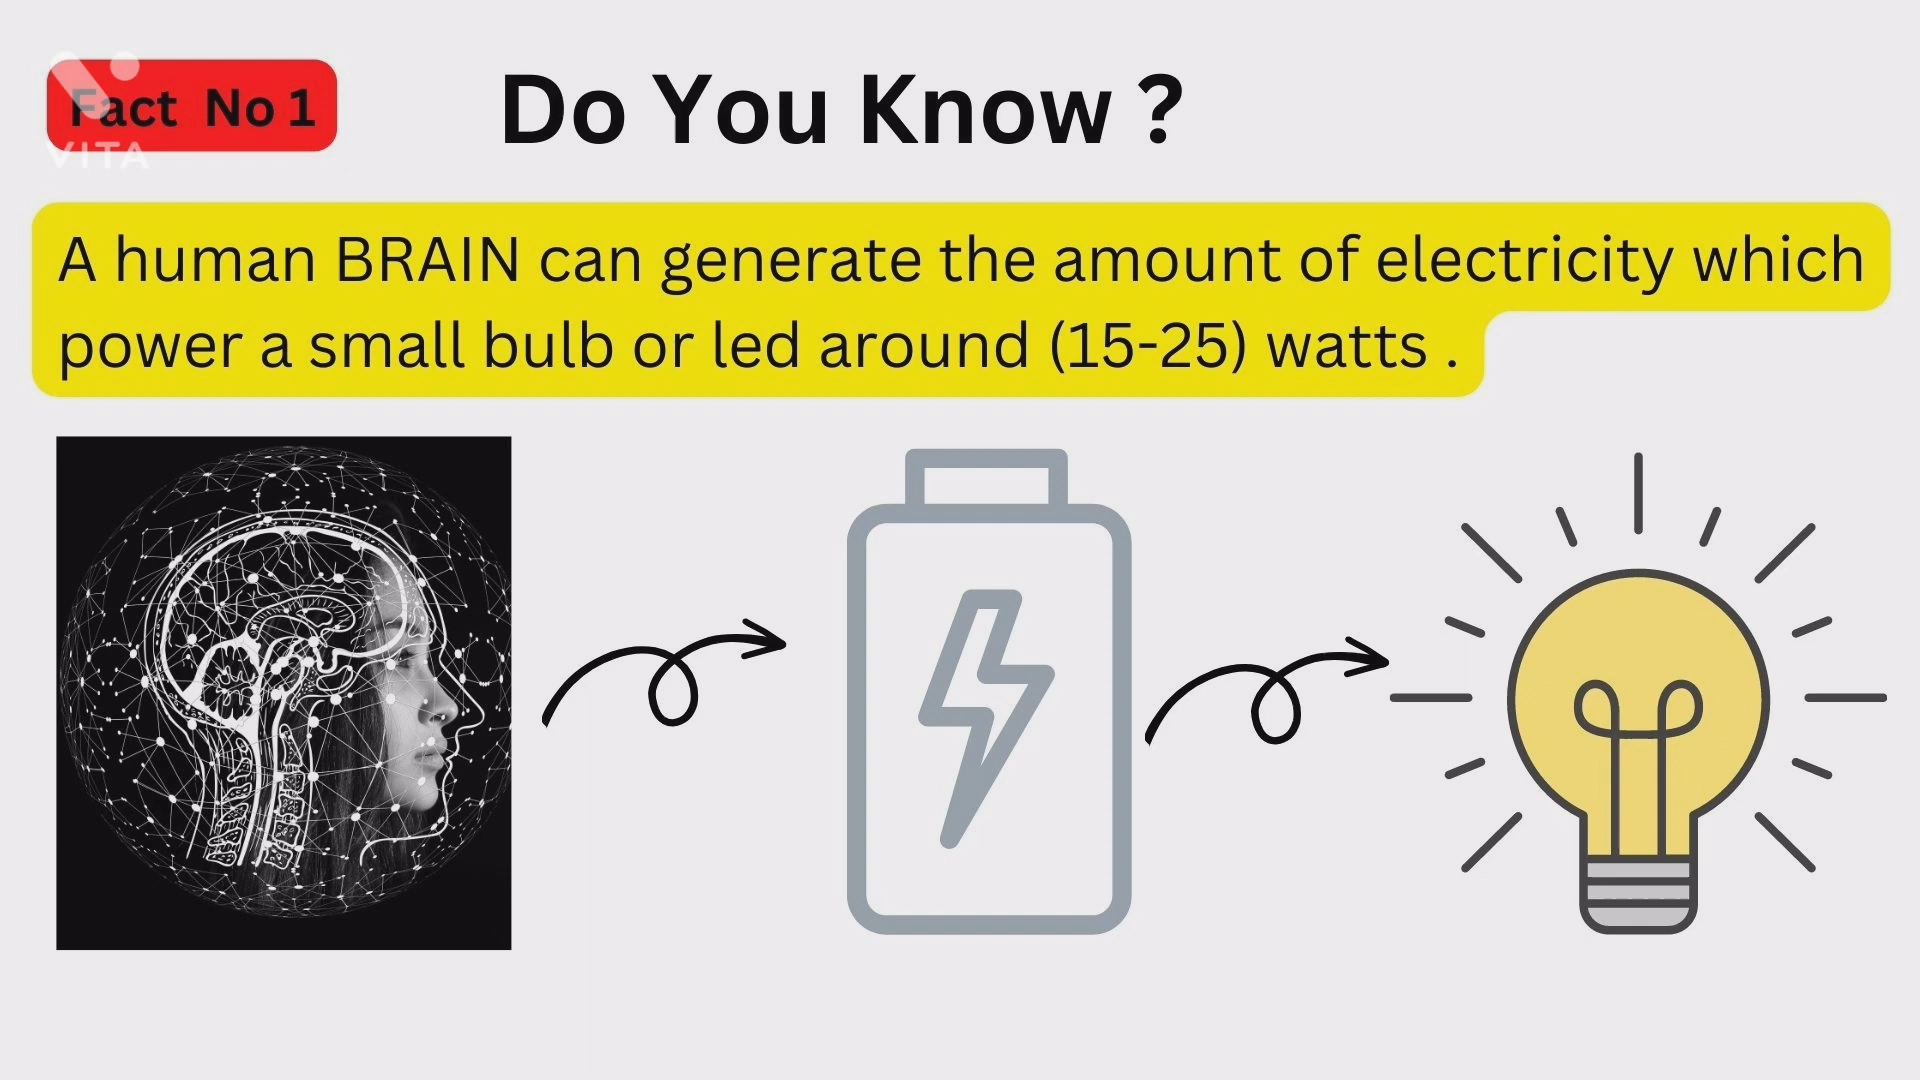 Fact No 1
VITA
Do You Know ?
A human BRAIN can generate the amount of electricity which
power a small bulb or led around (15-25) watts .